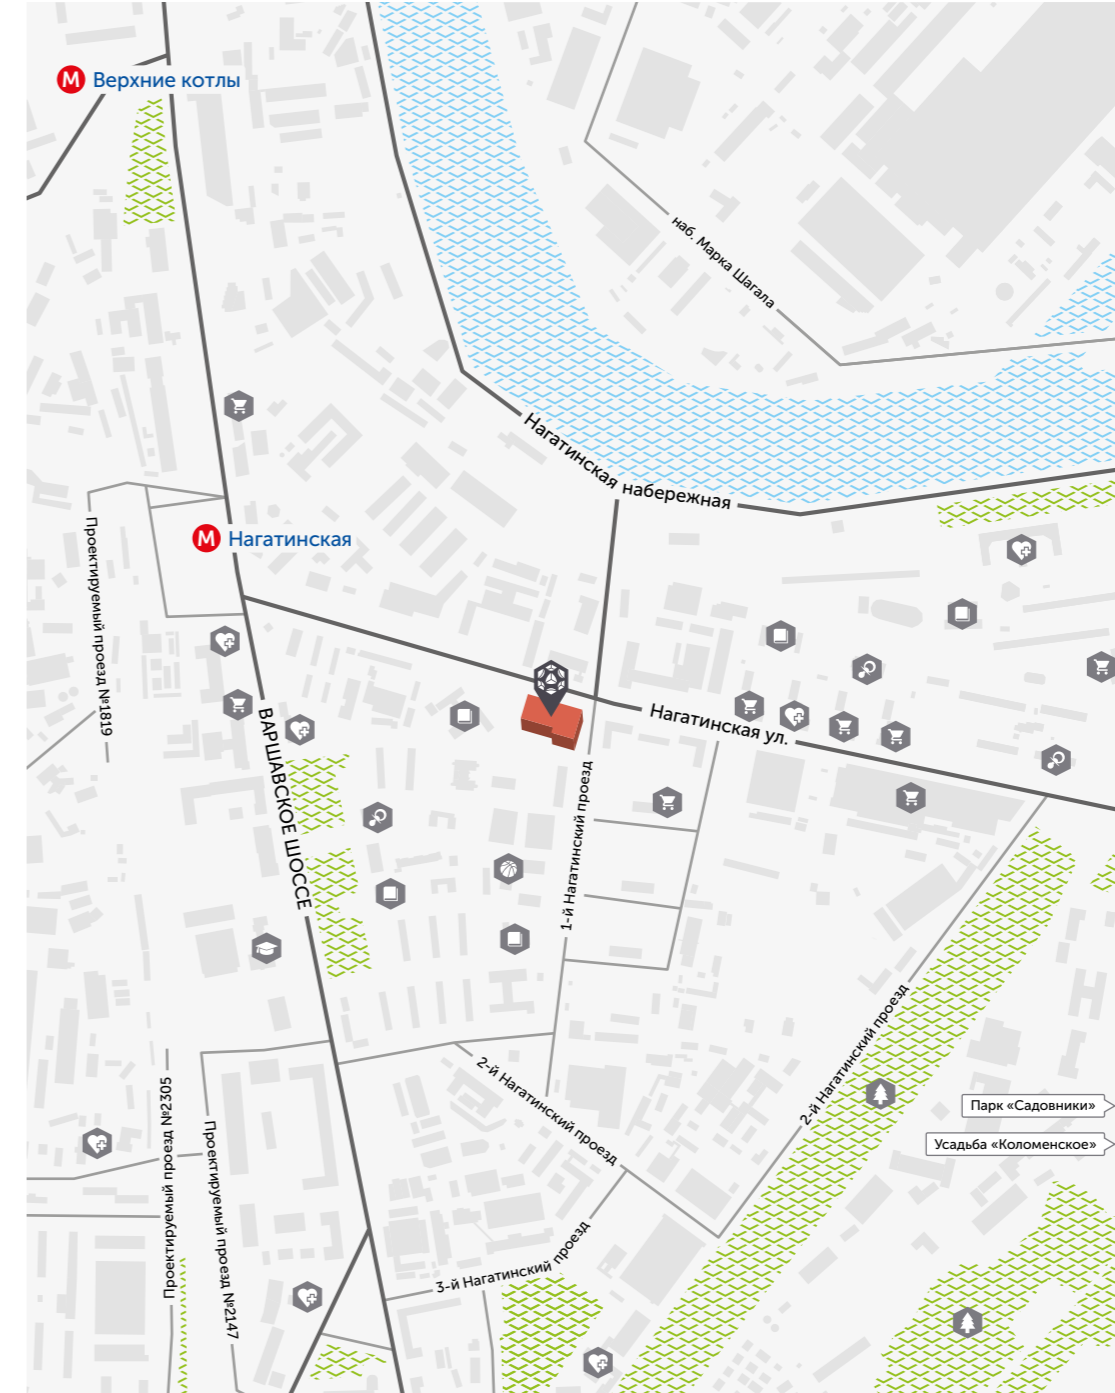 М Верхние котлы
наб. Марка Шагала
Нагатинская набережная
М Нагатинская
Проектируемый проезд №1819
ВАРШАВСКОЕ ШОССЕ
Нагатинская ул.
1-й Нагатинский проезд
2-й Нагатинский проезд
2-й Нагатинский проезд
Парк «Садовники»
Усадьба «Коломенское»
Проектируемый проезд №2305
Проектируемый проезд №2147
3-й Нагатинский проезд